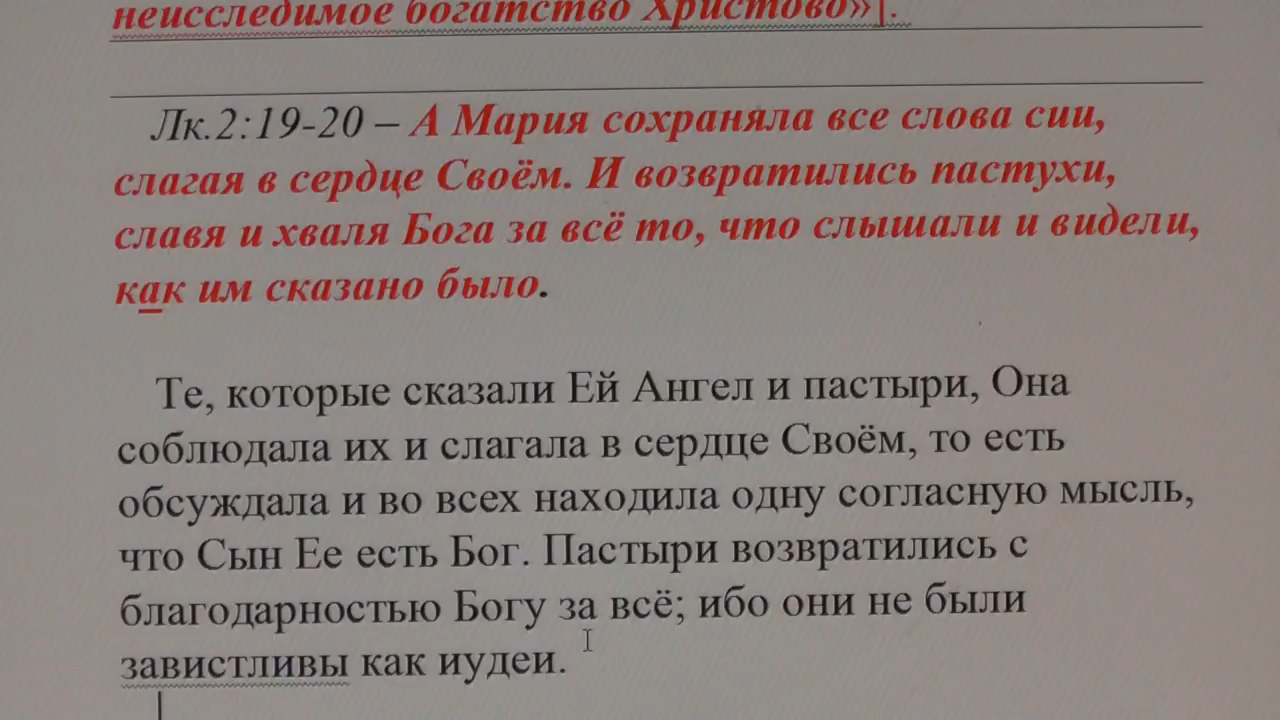 неисследимое богатство Христово».
Лк.2:19-20 – А Мария сохраняла все слова сии,
слагая в сердце Своём. И возвратились пастухи,
славя и хваля Бога за всё то, что слышали и видели,
как им сказано было.
Те, которые сказали Ей Ангел и пастыри, Она
соблюдала их и слагала в сердце Своём, то есть
обсуждала и во всех находила одну согласную мысль,
что Сын Ее есть Бог. Пастыри возвратились с
благодарностью Богу за всё; ибо они не были
завистливы как иудеи.